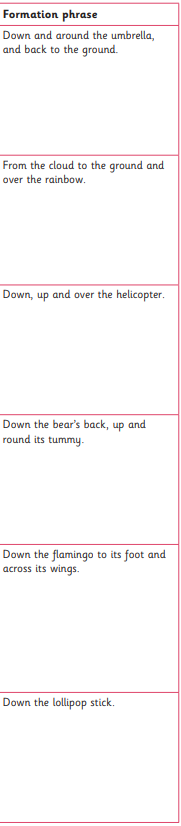 Formation phrase
Down and around the umbrella,
and back to the ground.
From the cloud to the ground and
over the rainbow.
Down, up and over the helicopter.
Down the bear's back, up and
round its tummy.
Down the flamingo to its foot and
across its wings.
Down the lollipop stick.